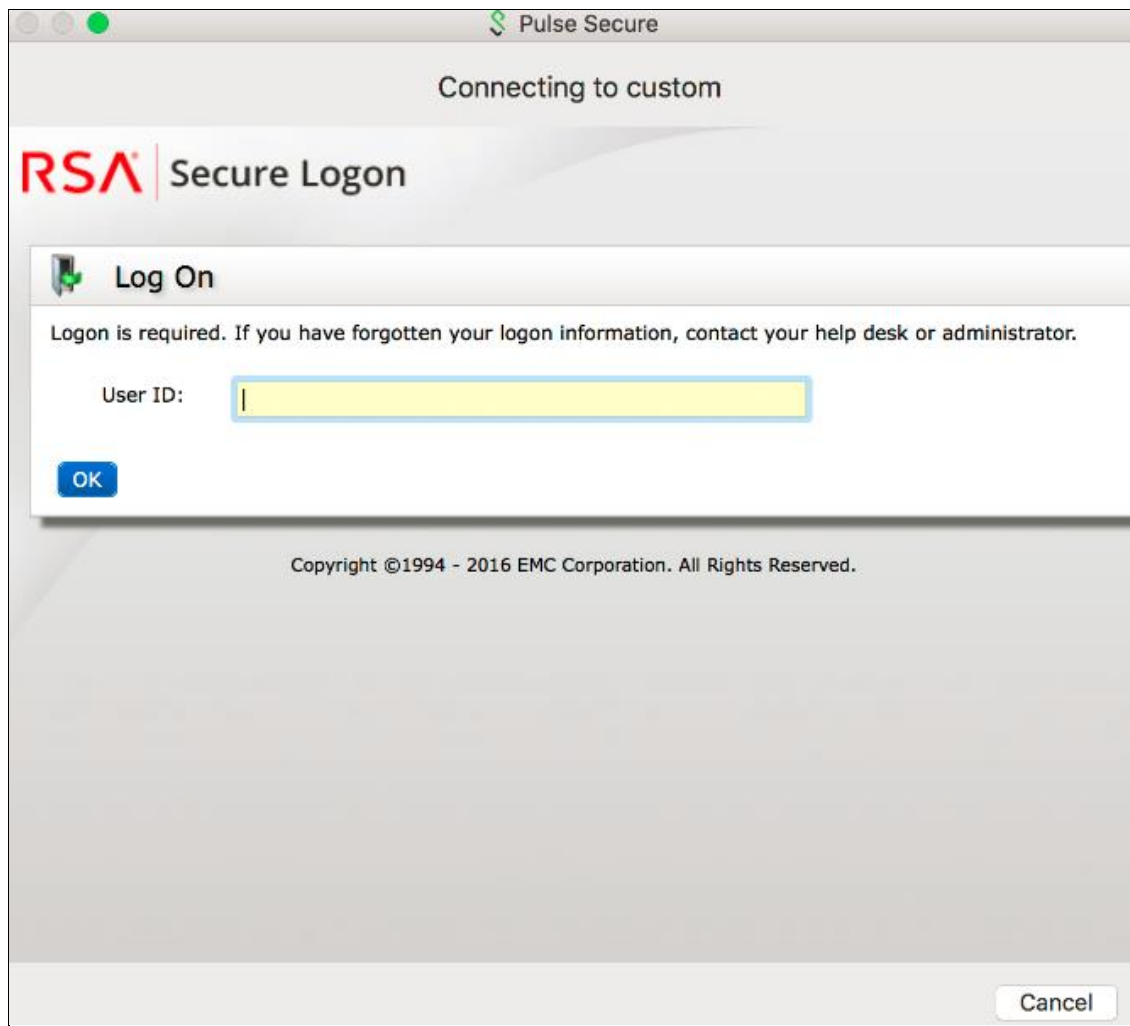 Pulse Secure
Connecting to custom
RSA Secure Logon
Log On
Logon is required. If you have forgotten your logon information, contact your help desk or administrator.
User ID:
OK
Copyright ©1994 - 2016 EMC Corporation. All Rights Reserved.
Cancel